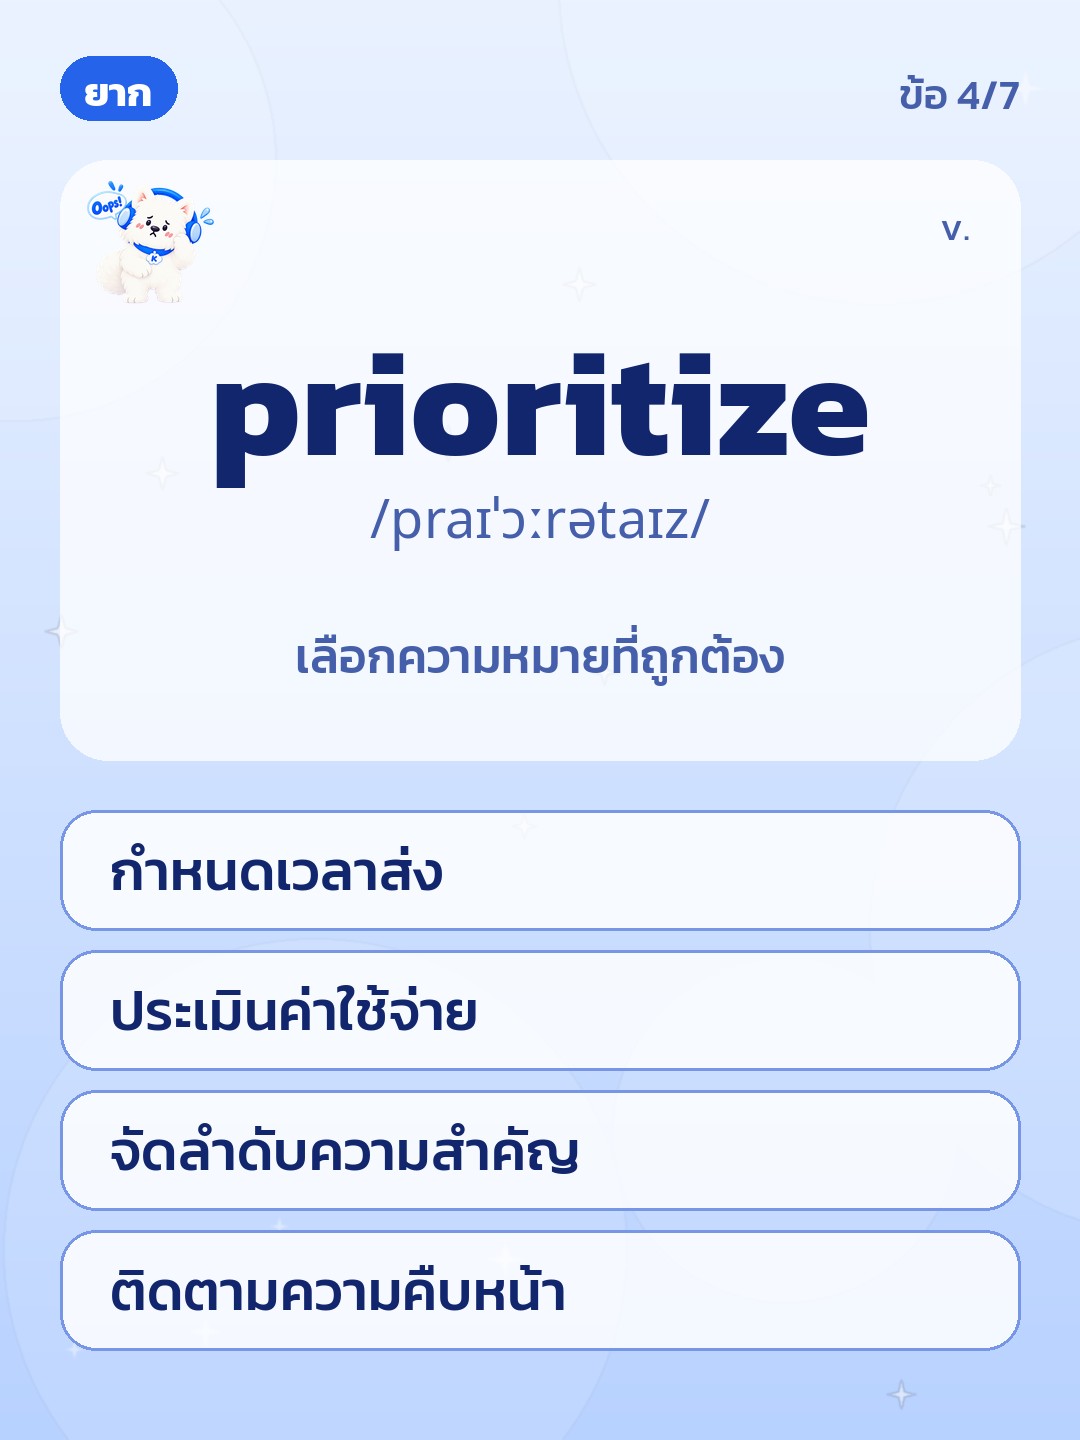 ยาก
ข้อ 4/7
Oops!
K
v.
prioritize
/praɪˈɔːrətaɪz/
เลือกความหมายที่ถูกต้อง
กำหนดเวลาส่ง
ประเมินค่าใช้จ่าย
จัดลำดับความสำคัญ
ติดตามความคืบหน้า